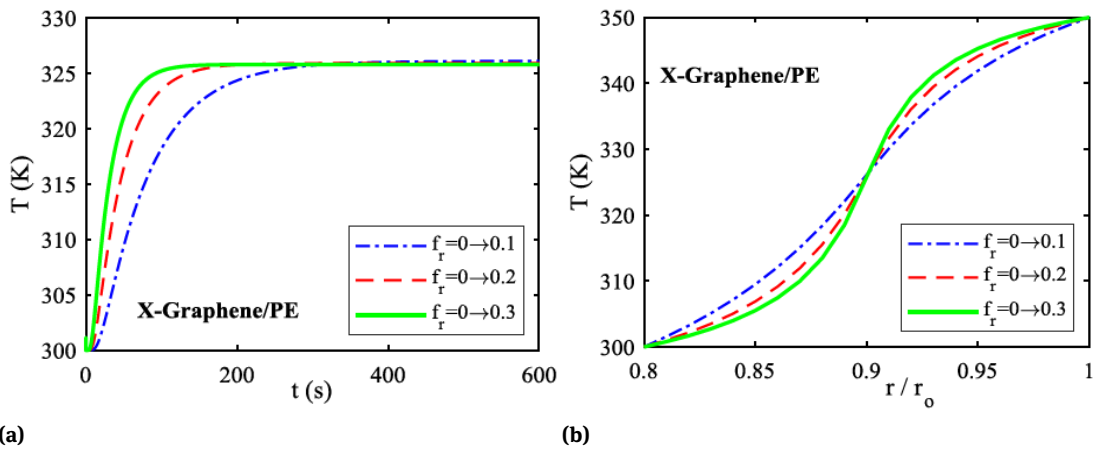 330
325
320
315
310
305
300
T (K)
X-Graphene/PE
f_r=0→0.1
f_r=0→0.2
f_r=0→0.3
0
200
400
600
t (s)
(a)
350
340
330
320
310
300
T (K)
X-Graphene/PE
f_r=0→0.1
f_r=0→0.2
f_r=0→0.3
0.8
0.85
0.9
0.95
1
r / r_o
(b)